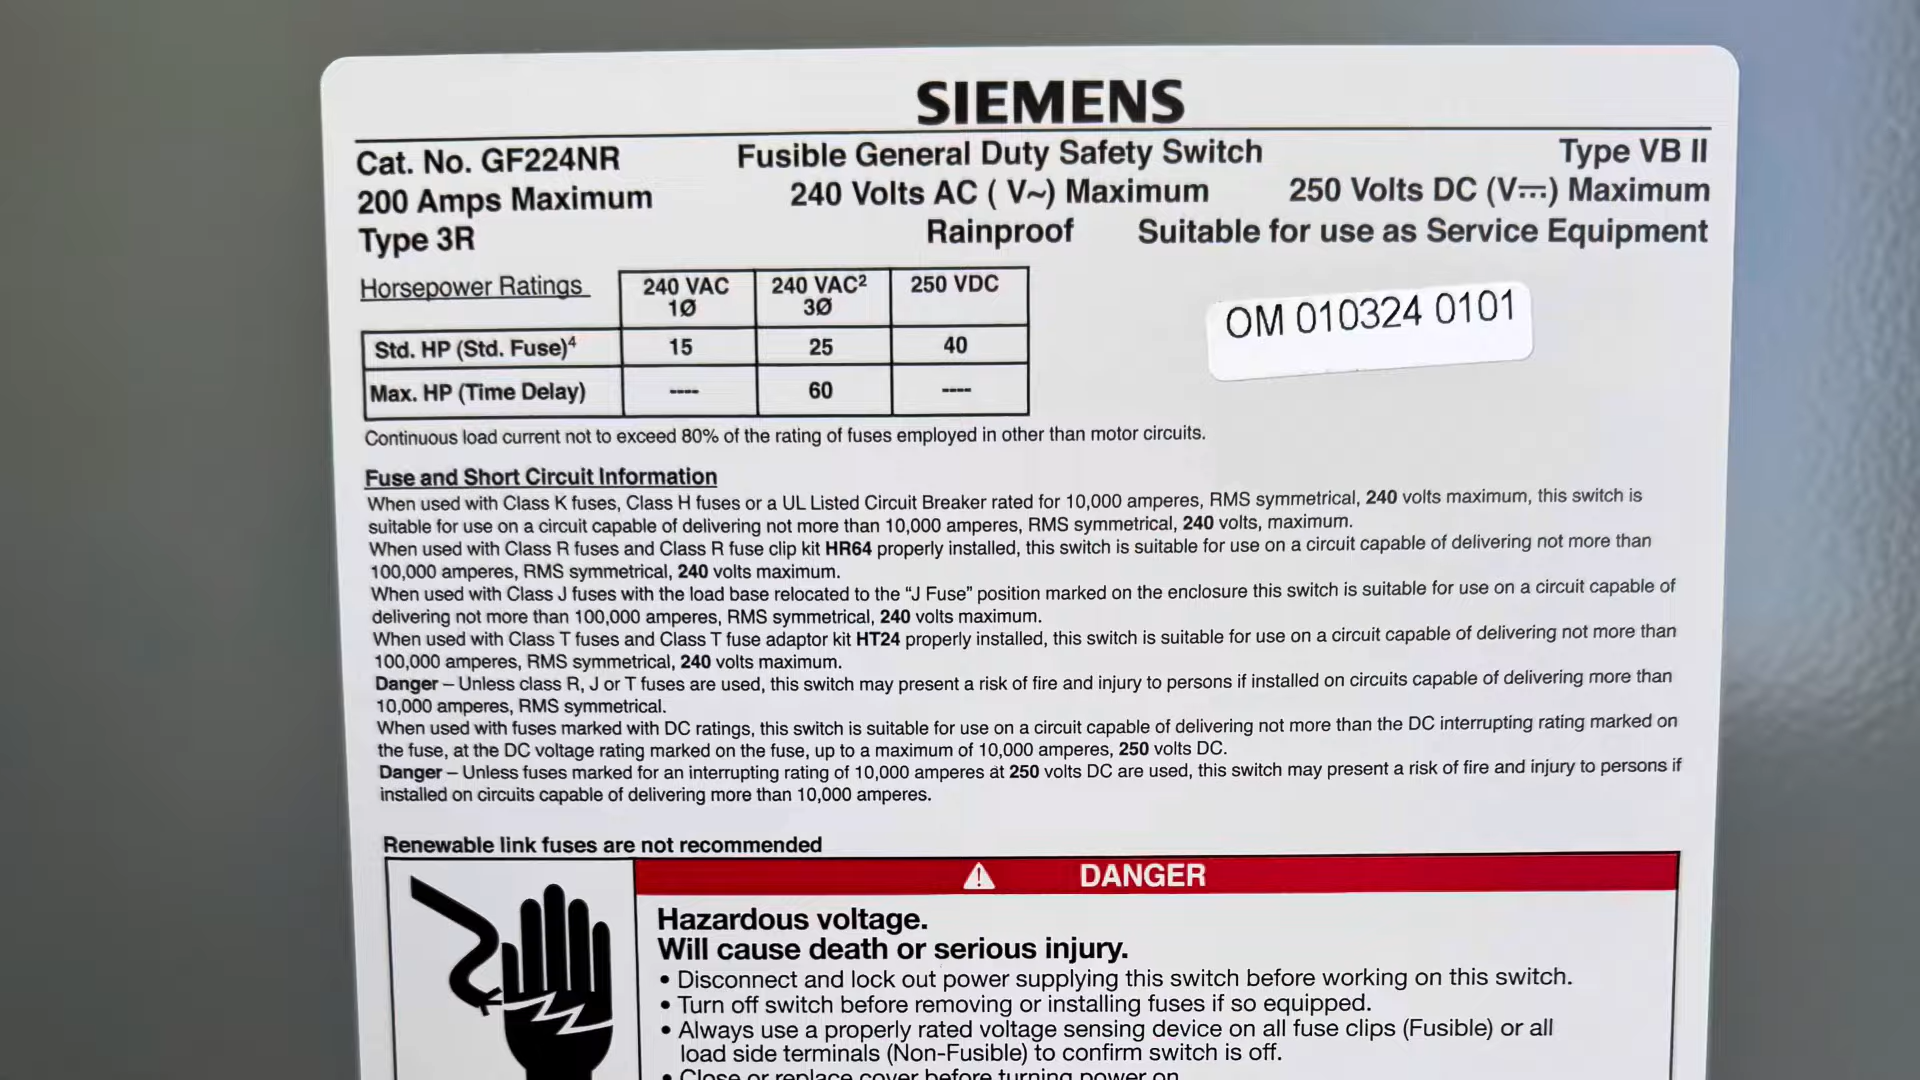 SIEMENS
Cat. No. GF224NR Fusible General Duty Safety Switch Type VB II
200 Amps Maximum 240 Volts AC ( V~) Maximum 250 Volts DC (V⎓) Maximum
Type 3R Rainproof Suitable for use as Service Equipment
Horsepower Ratings 240 VAC 1Ø 240 VAC² 3Ø 250 VDC
Std. HP (Std. Fuse)⁴ 15 25 40
Max. HP (Time Delay) ---- 60 ----
OM 010324 0101
Continuous load current not to exceed 80% of the rating of fuses employed in other than motor circuits.
Fuse and Short Circuit Information
When used with Class K fuses, Class H fuses or a UL Listed Circuit Breaker rated for 10,000 amperes, RMS symmetrical, 240 volts maximum, this switch is
suitable for use on a circuit capable of delivering not more than 10,000 amperes, RMS symmetrical, 240 volts, maximum.
When used with Class R fuses and Class R fuse clip kit HR64 properly installed, this switch is suitable for use on a circuit capable of delivering not more than
100,000 amperes, RMS symmetrical, 240 volts maximum.
When used with Class J fuses with the load base relocated to the “J Fuse” position marked on the enclosure this switch is suitable for use on a circuit capable of
delivering not more than 100,000 amperes, RMS symmetrical, 240 volts maximum.
When used with Class T fuses and Class T fuse adaptor kit HT24 properly installed, this switch is suitable for use on a circuit capable of delivering not more than
100,000 amperes, RMS symmetrical, 240 volts maximum.
Danger – Unless class R, J or T fuses are used, this switch may present a risk of fire and injury to persons if installed on circuits capable of delivering more than
10,000 amperes, RMS symmetrical.
When used with fuses marked with DC ratings, this switch is suitable for use on a circuit capable of delivering not more than the DC interrupting rating marked on
the fuse, at the DC voltage rating marked on the fuse, up to a maximum of 10,000 amperes, 250 volts DC.
Danger – Unless fuses marked for an interrupting rating of 10,000 amperes at 250 volts DC are used, this switch may present a risk of fire and injury to persons if
installed on circuits capable of delivering more than 10,000 amperes.
Renewable link fuses are not recommended
DANGER
Hazardous voltage.
Will cause death or serious injury.
• Disconnect and lock out power supplying this switch before working on this switch.
• Turn off switch before removing or installing fuses if so equipped.
• Always use a properly rated voltage sensing device on all fuse clips (Fusible) or all
load side terminals (Non-Fusible) to confirm switch is off.
• Close or replace cover before turning power on.